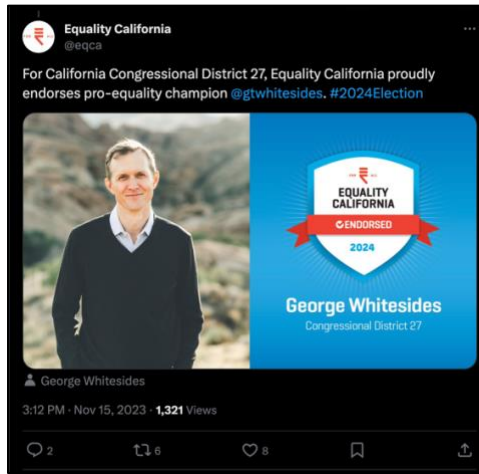 Equality California
@eqca
For California Congressional District 27, Equality California proudly
endorses pro-equality champion @gtwhitesides. #2024Election
EQUALITY
CALIFORNIA
ENDORSED
2024
George Whitesides
Congressional District 27
George Whitesides
3:12 PM · Nov 15, 2023 · 1,321 Views
2 6 8